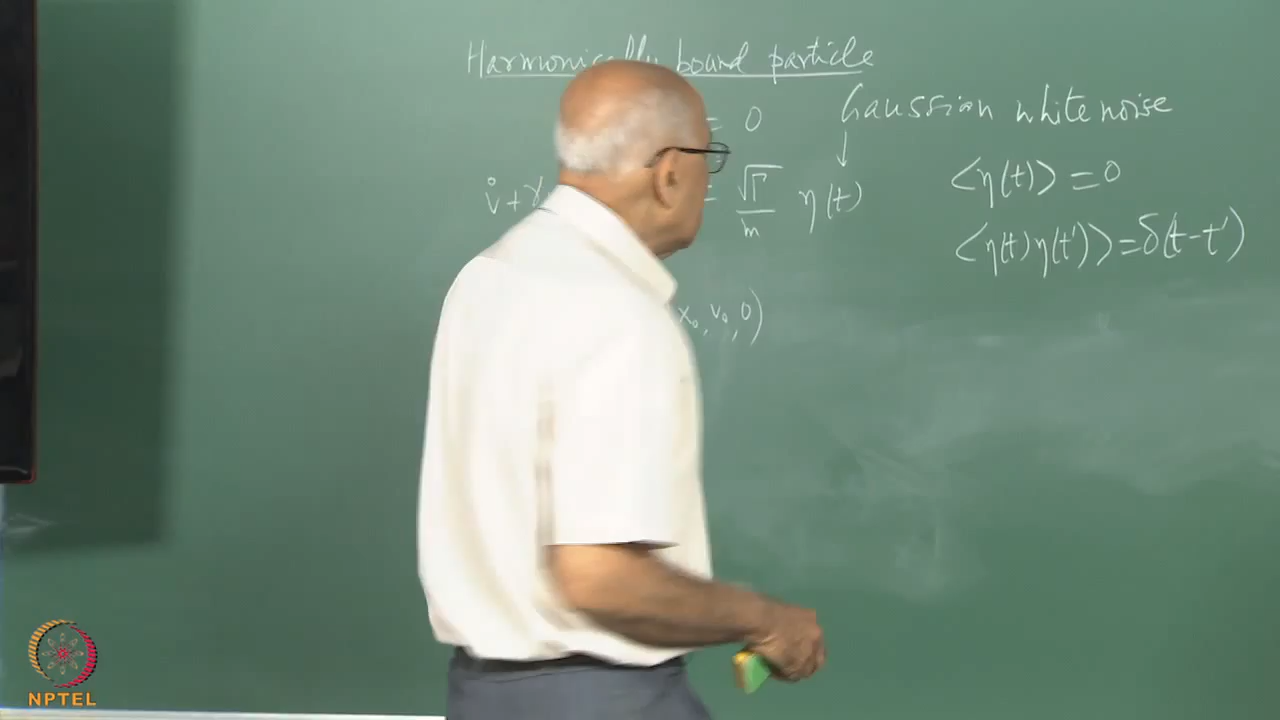 Harmonically bound particle
= 0
Gaussian white noise
↓
v̇ + γ = √Γ/m η(t)
<η(t)> = 0
<η(t)η(t')> = δ(t-t')
x₀, v₀, 0)
NPTEL